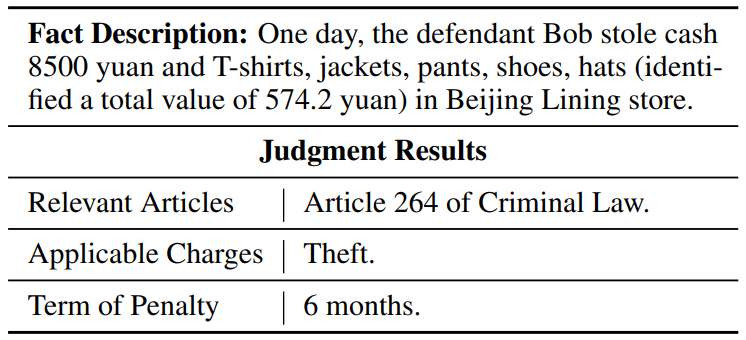 Fact Description: One day, the defendant Bob stole cash
8500 yuan and T-shirts, jackets, pants, shoes, hats (identi-
fied a total value of 574.2 yuan) in Beijing Lining store.
Judgment Results
Relevant Articles Article 264 of Criminal Law.
Applicable Charges Theft.
Term of Penalty 6 months.